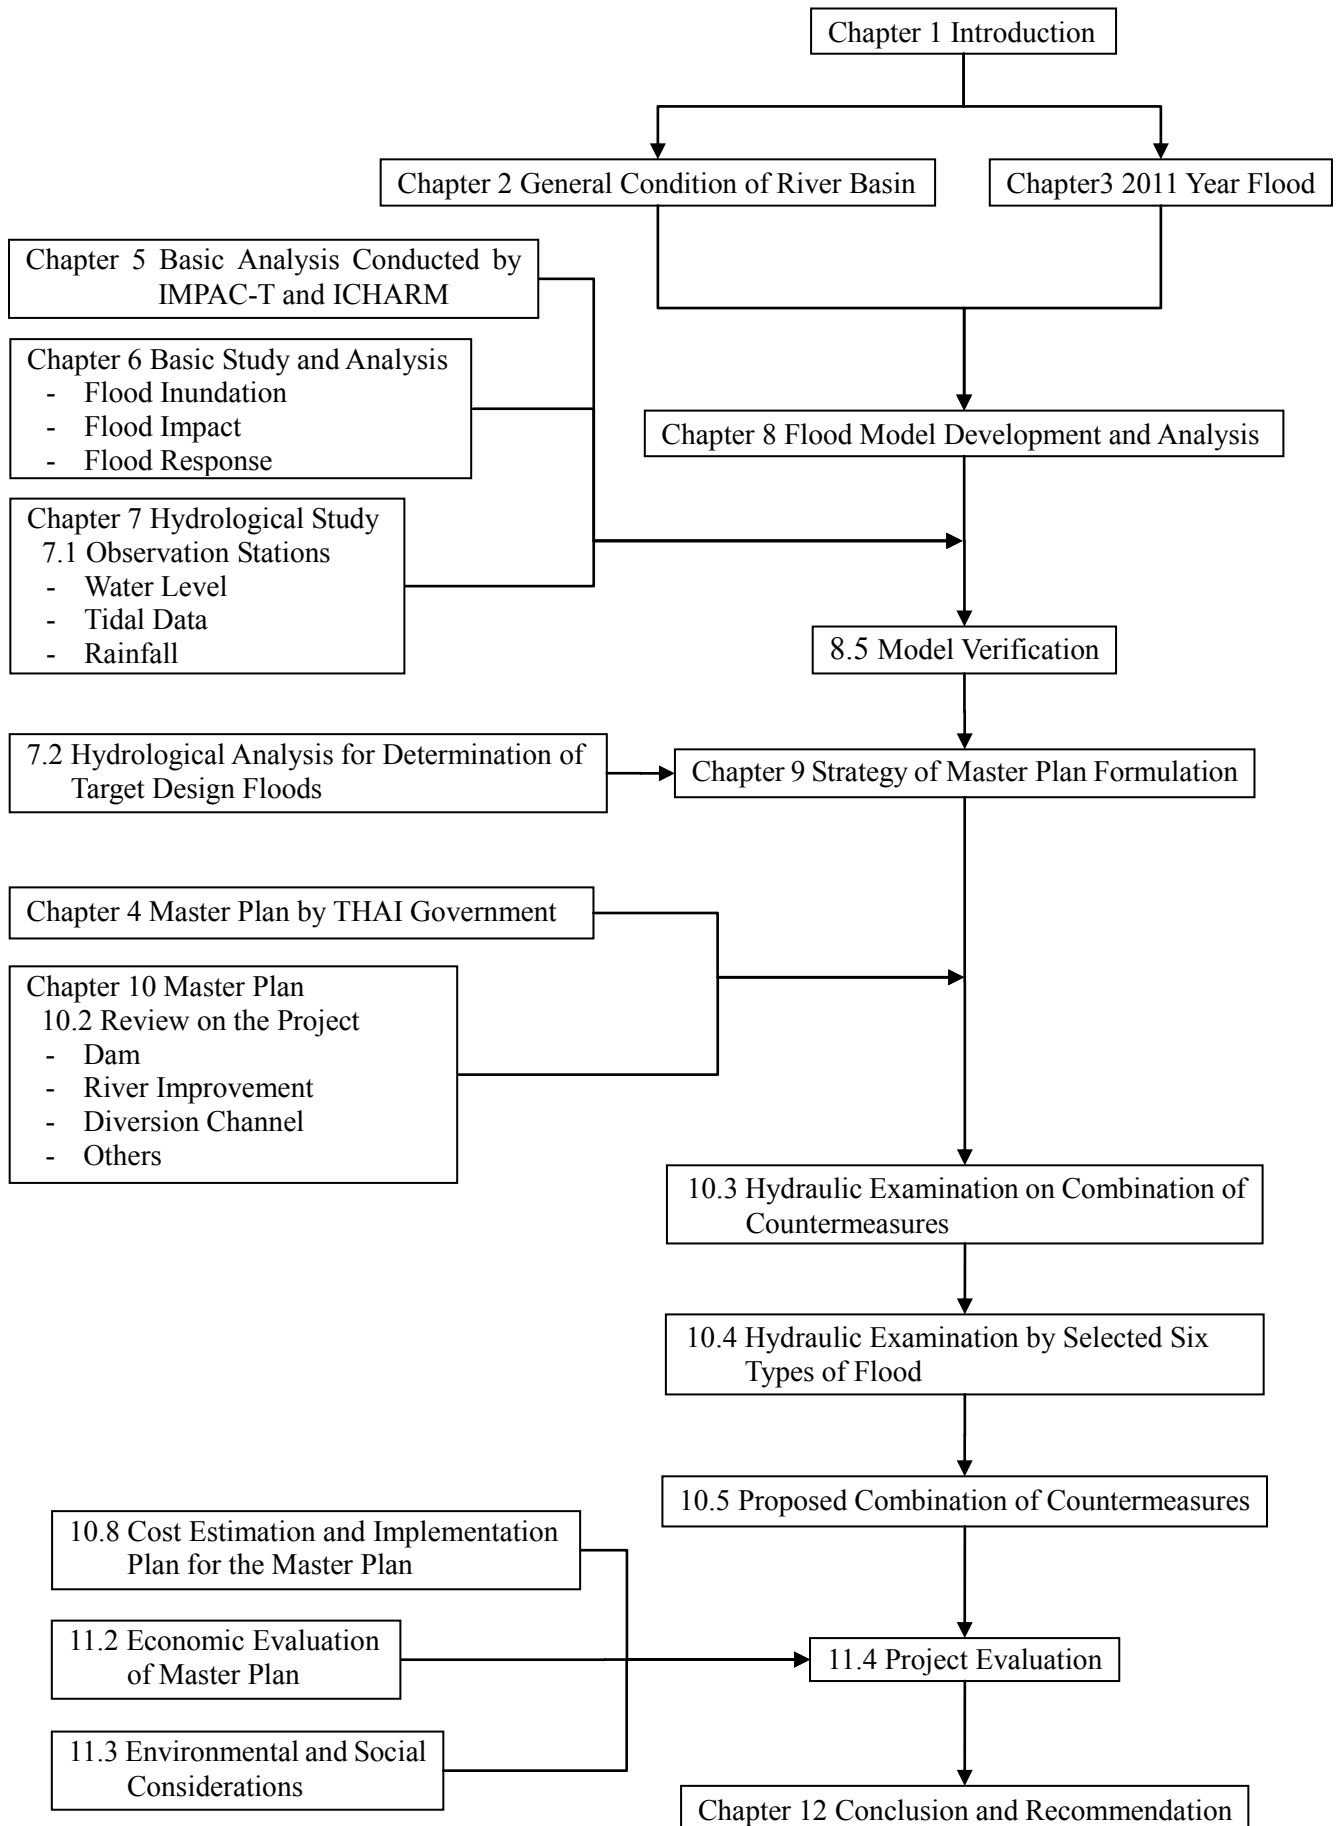 Chapter 1 Introduction
Chapter 2 General Condition of River Basin
Chapter3 2011 Year Flood
Chapter 5 Basic Analysis Conducted by
IMPAC-T and ICHARM
Chapter 6 Basic Study and Analysis
- Flood Inundation
- Flood Impact
- Flood Response
Chapter 8 Flood Model Development and Analysis
Chapter 7 Hydrological Study
7.1 Observation Stations
- Water Level
- Tidal Data
- Rainfall
8.5 Model Verification
7.2 Hydrological Analysis for Determination of
Target Design Floods
Chapter 9 Strategy of Master Plan Formulation
Chapter 4 Master Plan by THAI Government
Chapter 10 Master Plan
10.2 Review on the Project
- Dam
- River Improvement
- Diversion Channel
- Others
10.3 Hydraulic Examination on Combination of
Countermeasures
10.4 Hydraulic Examination by Selected Six
Types of Flood
10.5 Proposed Combination of Countermeasures
10.8 Cost Estimation and Implementation
Plan for the Master Plan
11.2 Economic Evaluation
of Master Plan
11.4 Project Evaluation
11.3 Environmental and Social
Considerations
Chapter 12 Conclusion and Recommendation